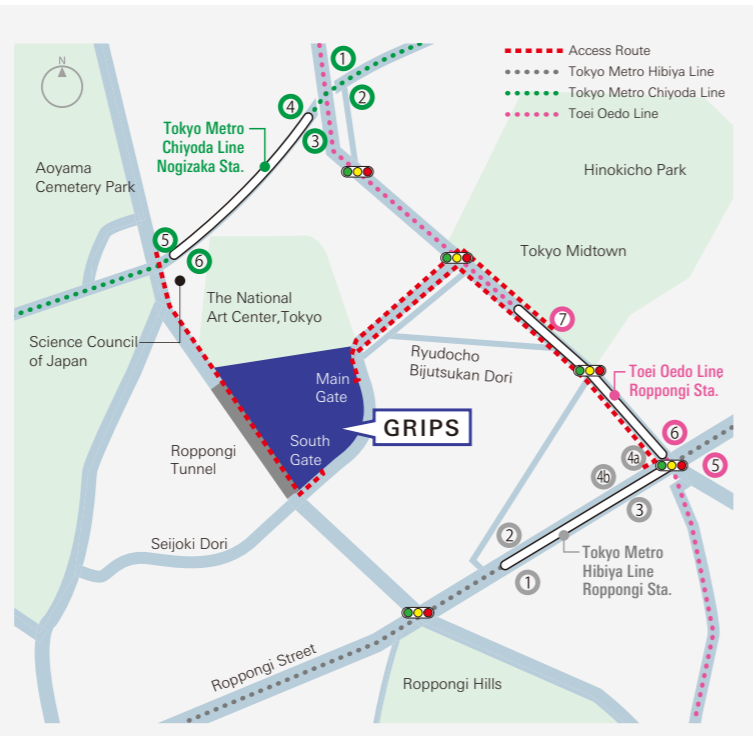 N
Access Route
Tokyo Metro Hibiya Line
Tokyo Metro Chiyoda Line
Toei Oedo Line
1
2
4
3
Tokyo Metro
Chiyoda Line
Nogizaka Sta.
Aoyama
Cemetery Park
Hinokicho Park
5
6
Tokyo Midtown
The National
Art Center,Tokyo
Science Council
of Japan
7
Ryudocho
Bijutsukan Dori
Toei Oedo Line
Roppongi Sta.
Main
Gate
GRIPS
South
Gate
Roppongi
Tunnel
6
5
4a
4b
3
2
1
Seijoki Dori
Tokyo Metro
Hibiya Line
Roppongi Sta.
Roppongi Street
Roppongi Hills